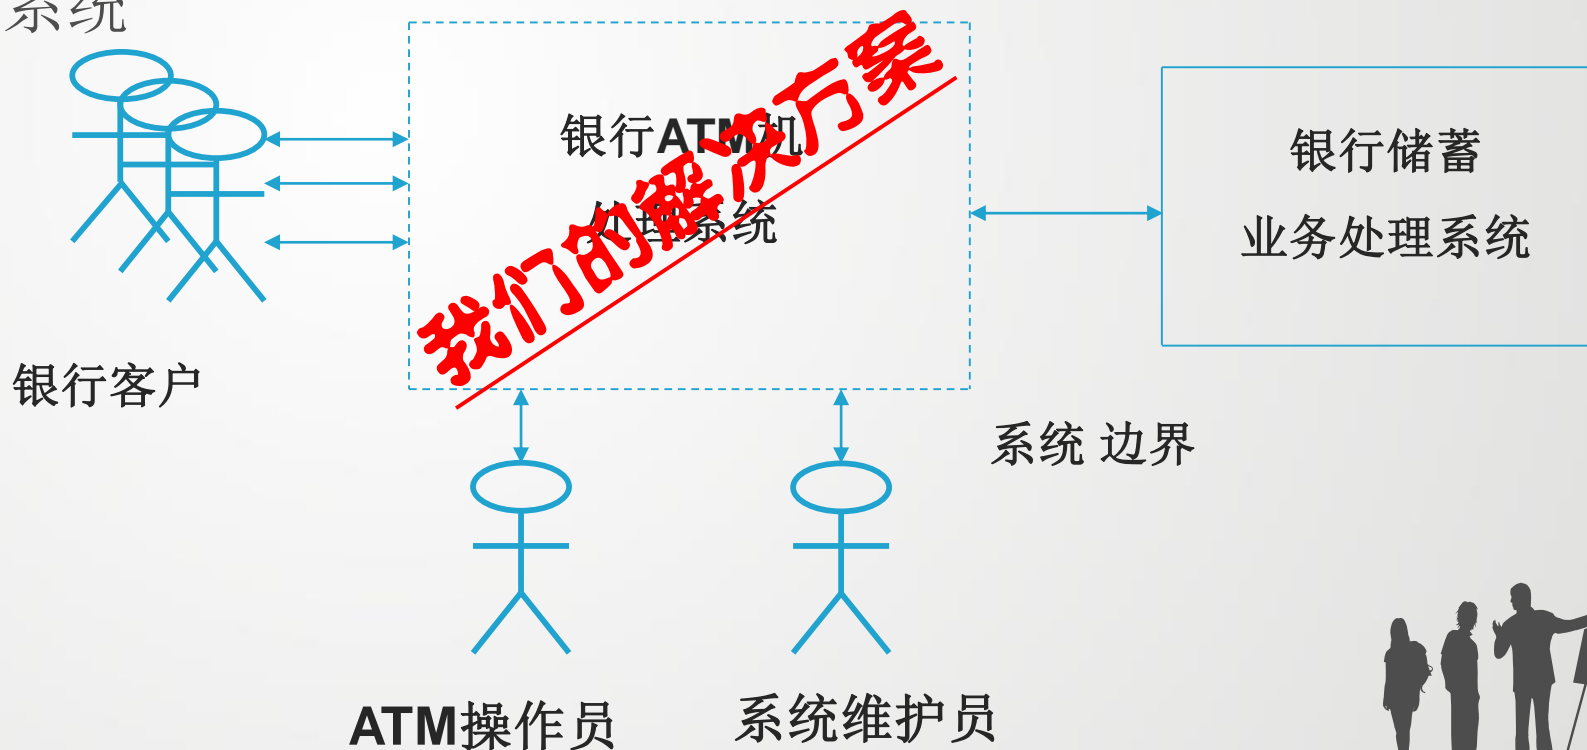 系统
银行ATM机
处理系统
我们的解决方案
银行储蓄
业务处理系统
银行客户
系统 边界
ATM操作员
系统维护员